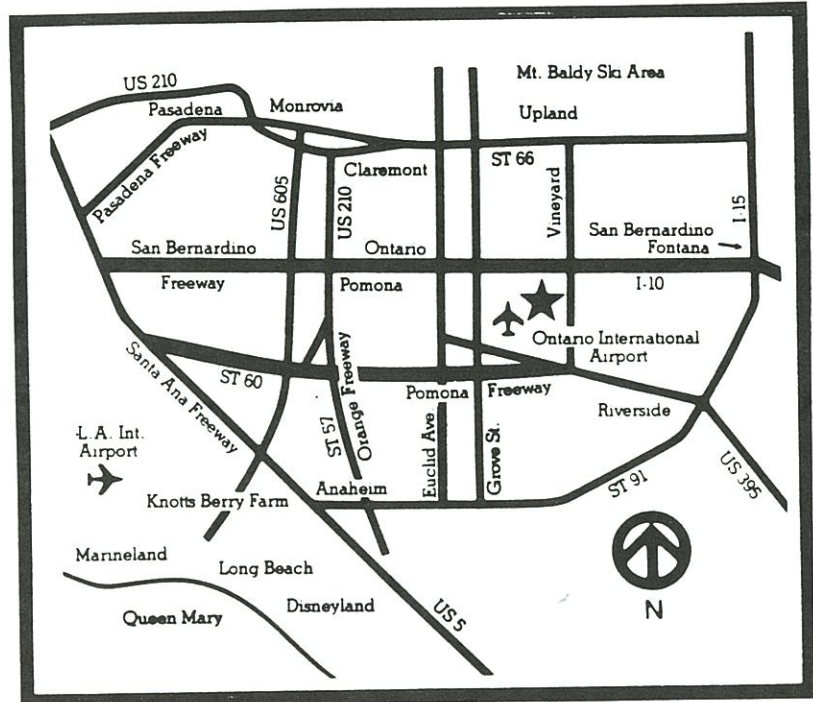 US 210
Mt. Baldy Ski Area
Pasadena
Monrovia
Upland
Pasadena Freeway
Claremont
ST 66
US 605
US 210
Vineyard
I-15
San Bernardino
Ontario
San Bernardino
Fontana
Freeway
Pomona
I-10
Ontario International
Airport
Santa Ana Freeway
ST 60
Orange Freeway
Pomona Freeway
Riverside
ST 57
Euclid Ave.
Grove St.
L.A. Int.
Airport
Anaheim
ST 91
US 395
Knotts Berry Farm
Marineland
Long Beach
Disneyland
US 5
Queen Mary
N